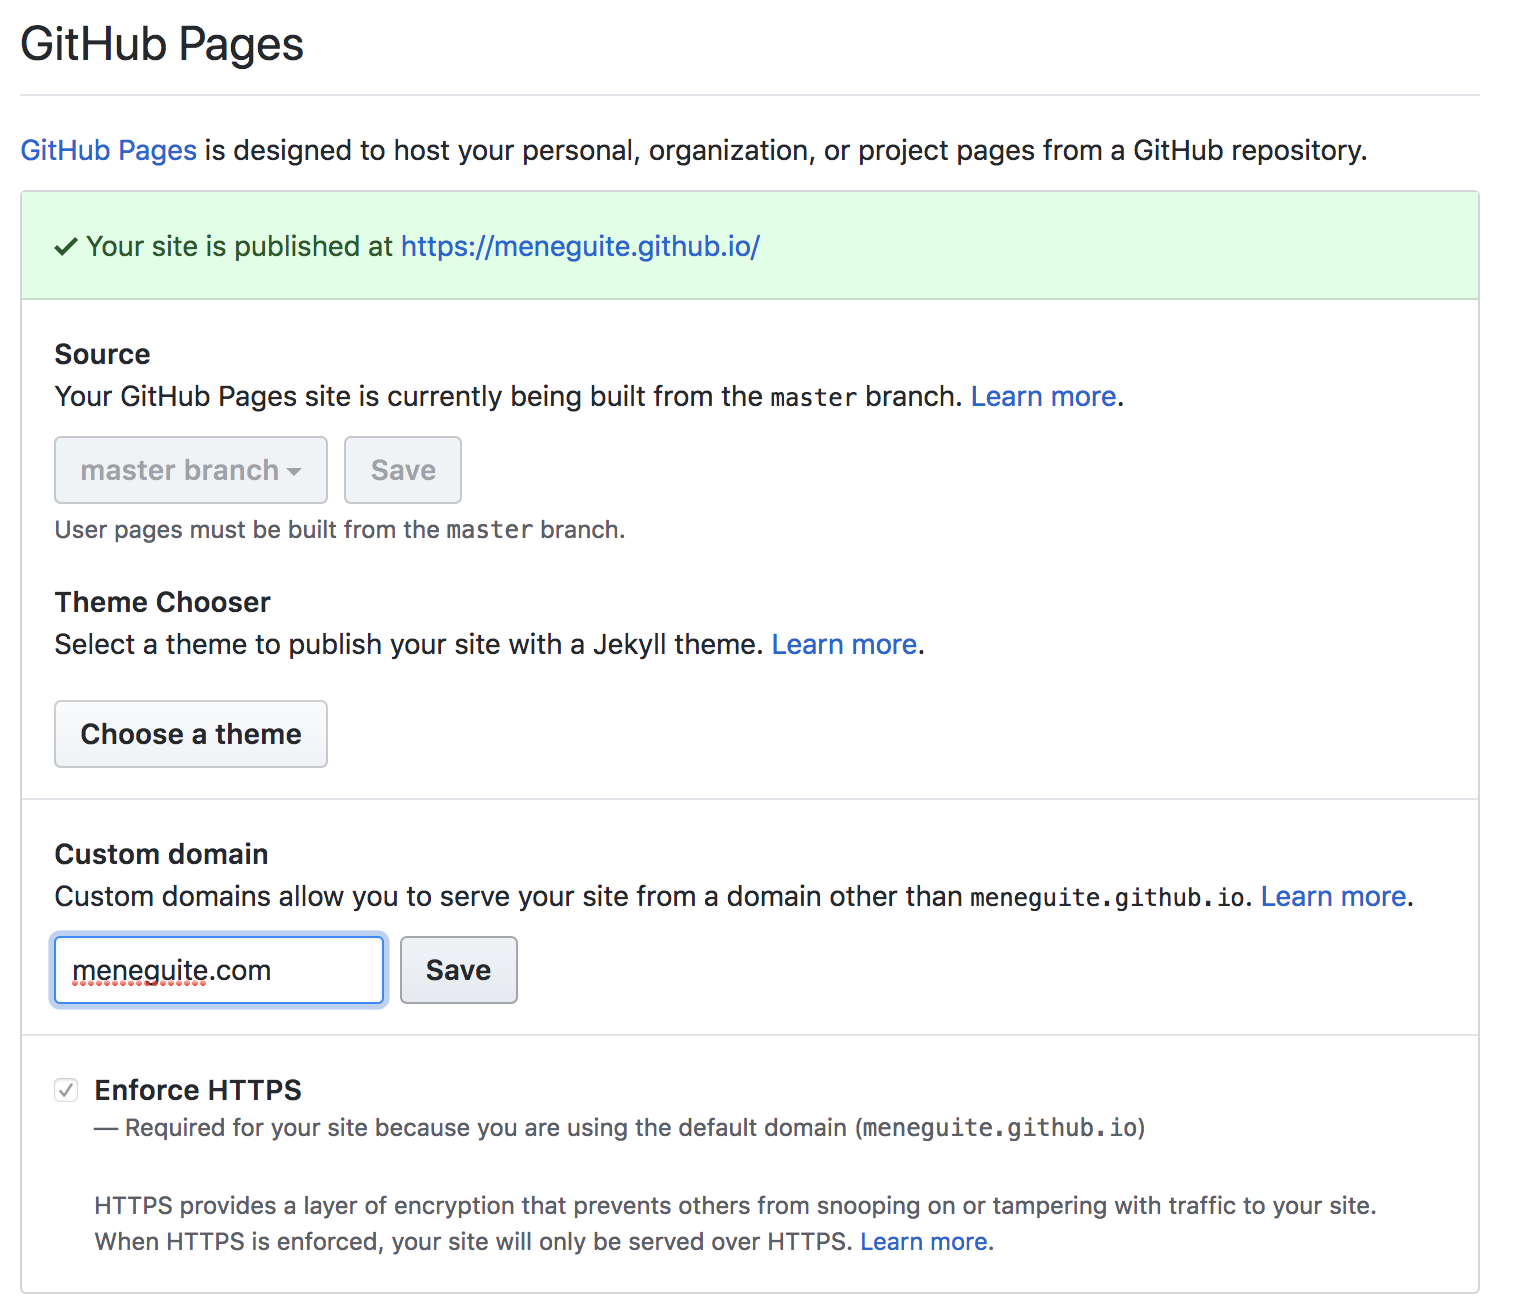 GitHub Pages
GitHub Pages is designed to host your personal, organization, or project pages from a GitHub repository.
Your site is published at https://meneguite.github.io/
Source
Your GitHub Pages site is currently being built from the master branch. Learn more.
master branch Save
User pages must be built from the master branch.
Theme Chooser
Select a theme to publish your site with a Jekyll theme. Learn more.
Choose a theme
Custom domain
Custom domains allow you to serve your site from a domain other than meneguite.github.io. Learn more.
meneguite.com Save
Enforce HTTPS
— Required for your site because you are using the default domain (meneguite.github.io)
HTTPS provides a layer of encryption that prevents others from snooping on or tampering with traffic to your site.
When HTTPS is enforced, your site will only be served over HTTPS. Learn more.